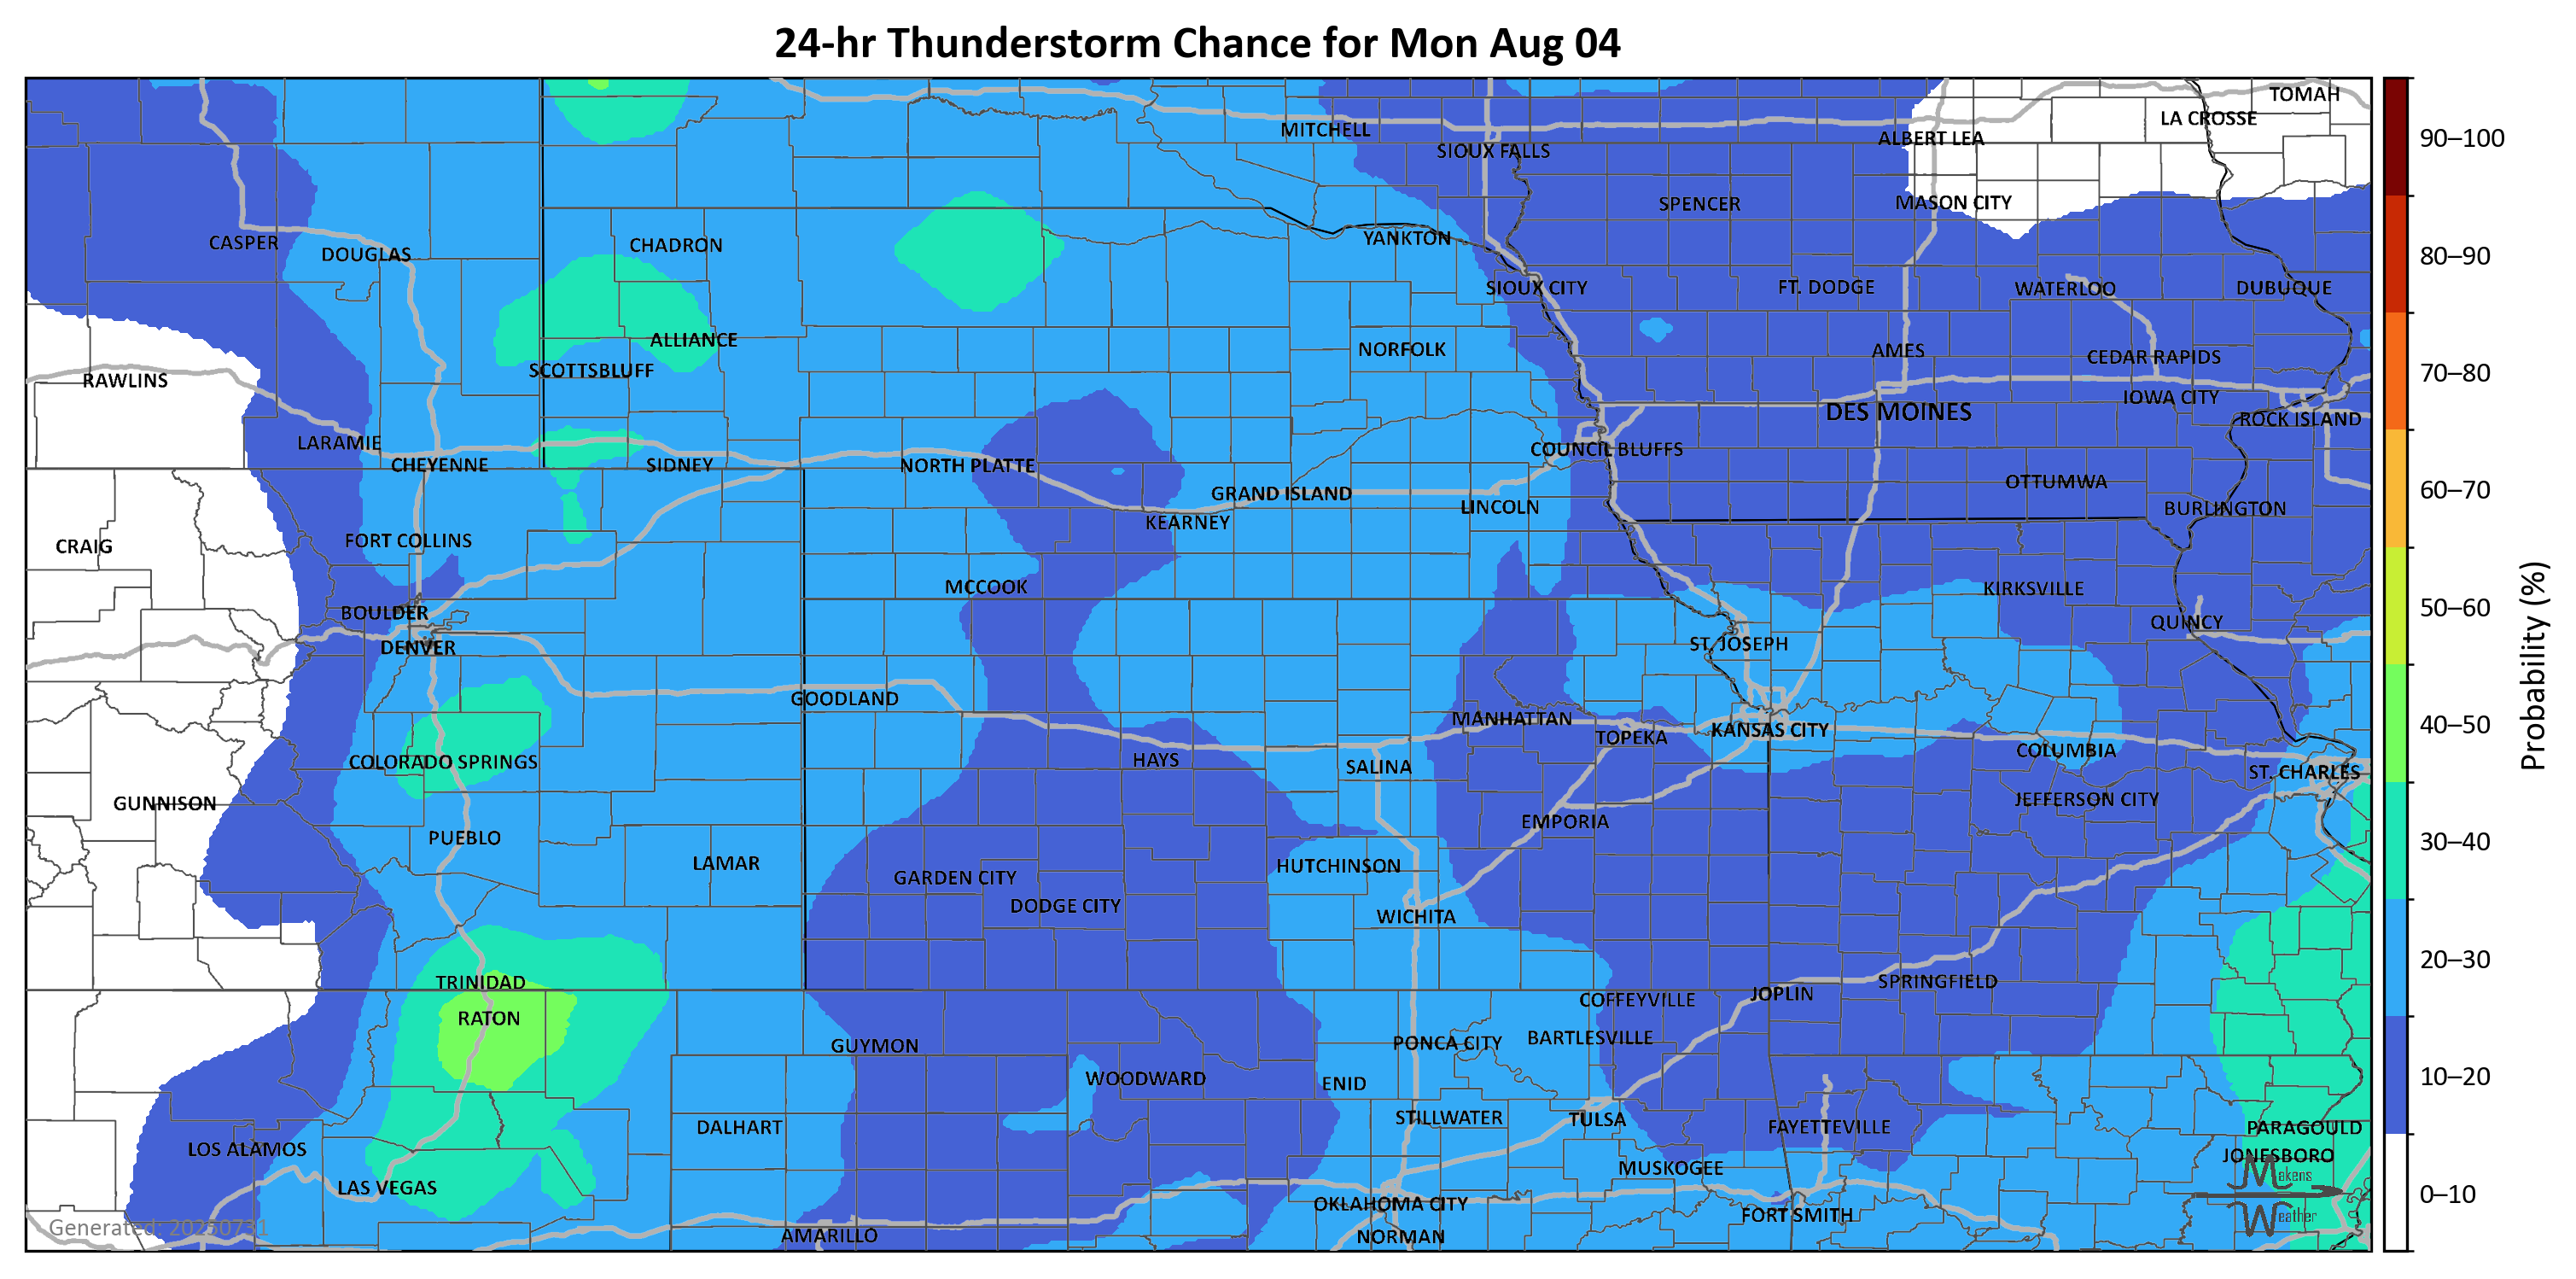 24-hr Thunderstorm Chance for Mon Aug 04
TOMAH
LA CROSSE
MITCHELL
ALBERT LEA
90–100
SIOUX FALLS
SPENCER
MASON CITY
YANKTON
CASPER
CHADRON
DOUGLAS
80–90
SIOUX CITY
FT. DODGE
WATERLOO
DUBUQUE
ALLIANCE
NORFOLK
AMES
CEDAR RAPIDS
SCOTTSBLUFF
70–80
RAWLINS
IOWA CITY
DES MOINES
ROCK ISLAND
LARAMIE
COUNCIL BLUFFS
CHEYENNE
SIDNEY
NORTH PLATTE
OTTUMWA
60–70
GRAND ISLAND
LINCOLN
BURLINGTON
KEARNEY
CRAIG
FORT COLLINS
MCCOOK
KIRKSVILLE
50–60
BOULDER
QUINCY
DENVER
ST. JOSEPH
Probability (%)
GOODLAND
MANHATTAN
TOPEKA
KANSAS CITY
40–50
COLUMBIA
COLORADO SPRINGS
HAYS
SALINA
ST. CHARLES
GUNNISON
JEFFERSON CITY
EMPORIA
PUEBLO
30–40
LAMAR
HUTCHINSON
GARDEN CITY
DODGE CITY
WICHITA
20–30
TRINIDAD
SPRINGFIELD
JOPLIN
COFFEYVILLE
RATON
BARTLESVILLE
GUYMON
PONCA CITY
10–20
WOODWARD
ENID
STILLWATER
TULSA
DALHART
FAYETTEVILLE
PARAGOULD
LOS ALAMOS
JONESBORO
MUSKOGEE
Makens
LAS VEGAS
0–10
OKLAHOMA CITY
FORT SMITH
Weather
Generated: 20250731
AMARILLO
NORMAN